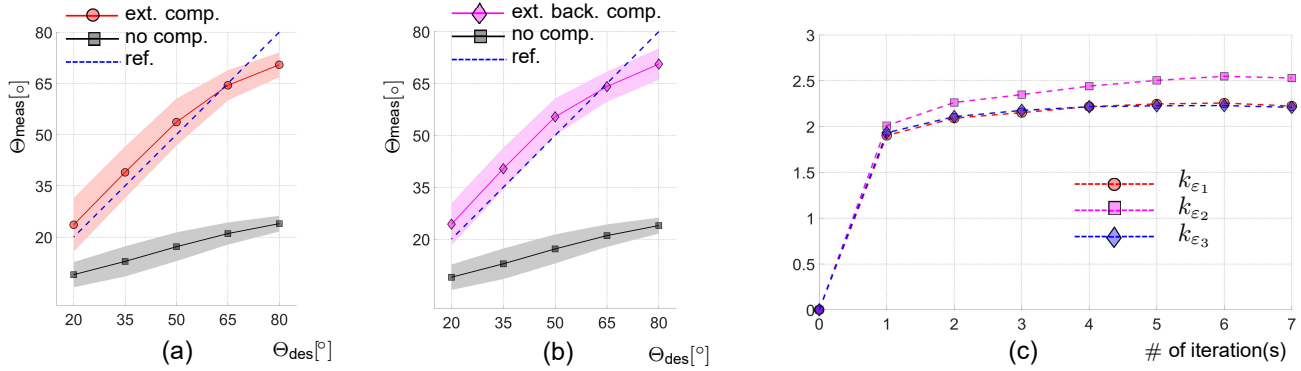 ext. comp.
no comp.
ref.
80
65
50
35
20
Θmeas[°]
20 35 50 65 80
(a)
Θdes[°]
ext. back. comp.
no comp.
ref.
80
65
50
35
20
Θmeas[°]
20 35 50 65 80
(b)
Θdes[°]
3
2.5
2
1.5
1
0.5
0
kε1
kε2
kε3
0 1 2 3 4 5 6 7
(c)
# of iteration(s)